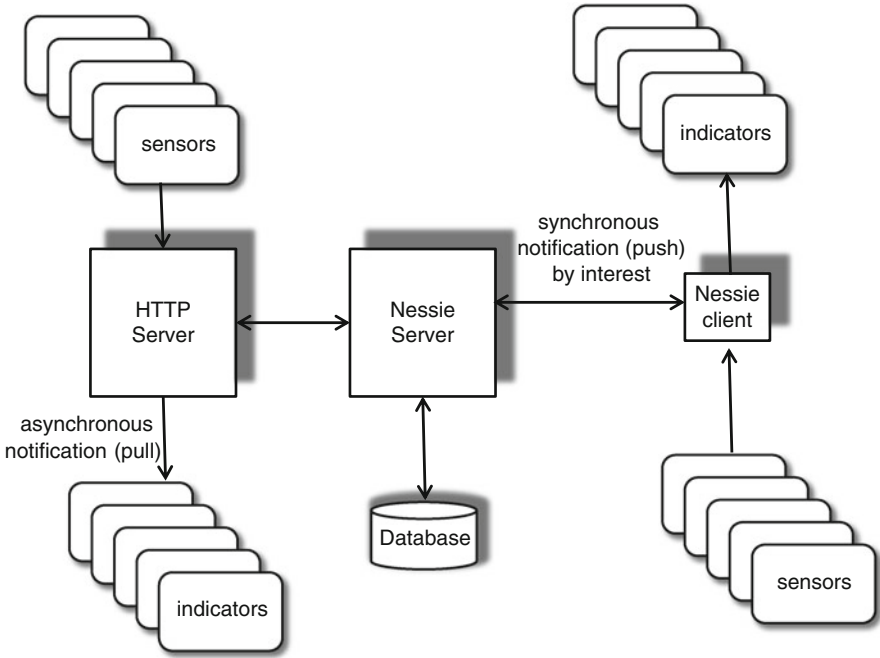 sensors
indicators
synchronous
notification (push)
by interest
HTTP
Server
Nessie
Server
Nessie
client
asynchronous
notification (pull)
Database
indicators
sensors